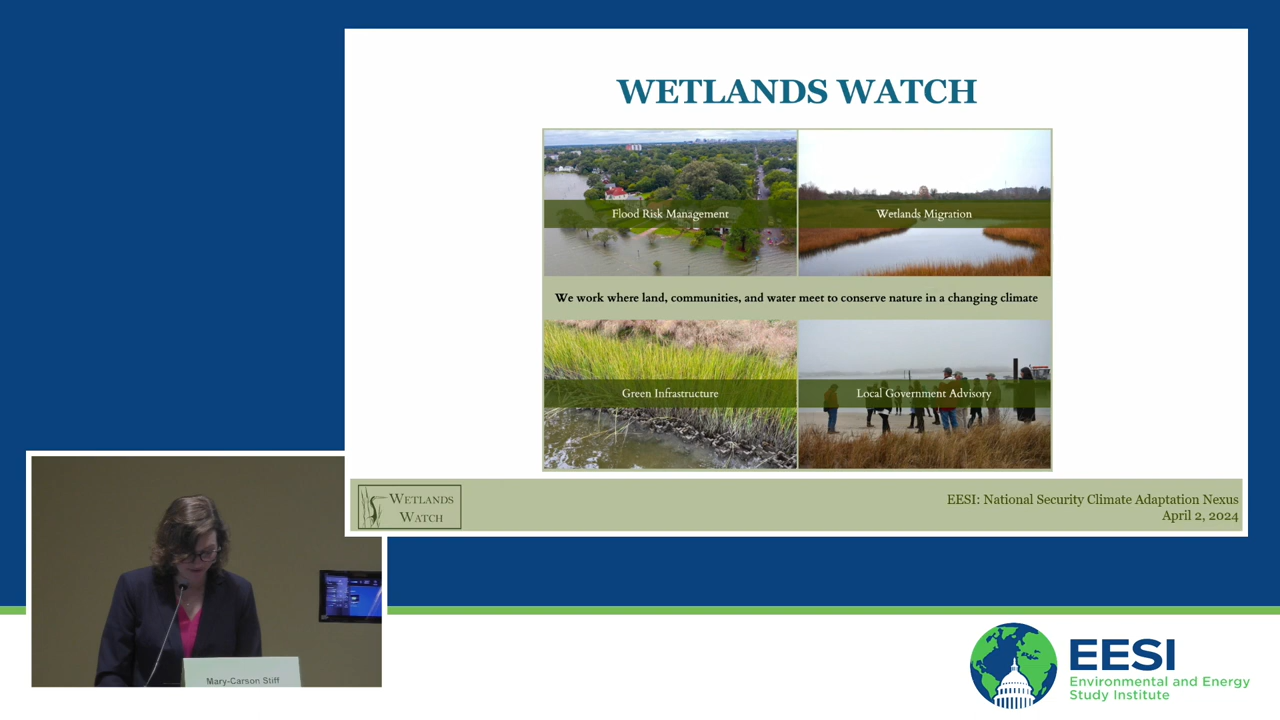 WETLANDS WATCH
Flood Risk Management
Wetlands Migration
We work where land, communities, and water meet to conserve nature in a changing climate
Green Infrastructure
Local Government Advisory
WETLANDS
WATCH
EESI: National Security Climate Adaptation Nexus
April 2, 2024
Mary-Carson Stiff
EESI
Environmental and Energy
Study Institute